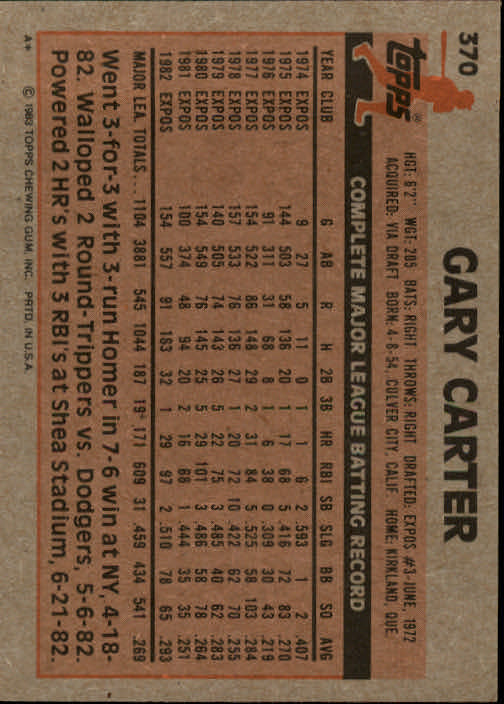 370
GARY CARTER
topps®
HGT: 6'2" WGT: 205 BATS: RIGHT THROWS: RIGHT DRAFTED: EXPOS #3-JUNE, 1972
ACQUIRED: VIA DRAFT BORN: 4-8-54, CULVER CITY, CALIF. HOME: KIRKLAND, QUE.
COMPLETE MAJOR LEAGUE BATTING RECORD
YEAR CLUB G AB R H 2B 3B HR RBI SB SLG BB SO AVG
1974 EXPOS 9 27 5 11 0 1 1 6 2 .593 1 2 .407
1975 EXPOS 144 503 58 136 20 1 17 68 5 .416 72 83 .270
1976 EXPOS 91 311 31 68 8 1 6 38 0 .309 30 43 .219
1977 EXPOS 154 522 86 148 29 2 31 84 5 .525 58 103 .284
1978 EXPOS 157 533 76 136 27 1 20 72 10 .422 62 70 .255
1979 EXPOS 140 505 74 143 26 5 22 75 3 .485 40 62 .283
1980 EXPOS 154 549 76 145 25 5 29 101 3 .486 58 78 .264
1981 EXPOS 100 374 48 94 20 2 16 68 1 .444 35 35 .251
1982 EXPOS 154 557 91 163 32 1 29 97 2 .510 78 65 .293
MAJOR LEA. TOTALS... 1104 3881 545 1044 187 19 171 609 31 .459 434 541 .269
Went 3-for-3 with 3-run Homer in 7-6 win at NY, 4-18-
82. Walloped 2 Round-Trippers vs. Dodgers, 5-6-82.
Powered 2 HR's with 3 RBI's at Shea Stadium, 6-21-82.
A* © 1983 TOPPS CHEWING GUM, INC. PRTD IN U.S.A.